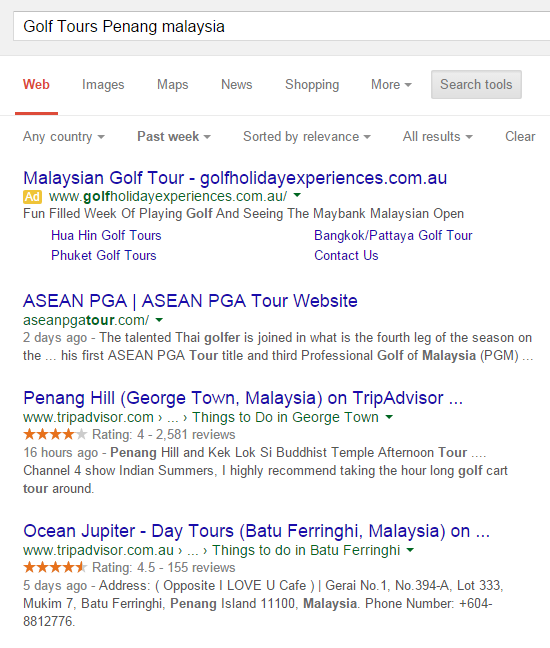 Golf Tours Penang malaysia
Web Images Maps News Shopping More Search tools
Any country Past week Sorted by relevance All results Clear
Malaysian Golf Tour - golfholidayexperiences.com.au
Ad www.golfholidayexperiences.com.au/
Fun Filled Week Of Playing Golf And Seeing The Maybank Malaysian Open
Hua Hin Golf Tours Bangkok/Pattaya Golf Tour
Phuket Golf Tours Contact Us
ASEAN PGA | ASEAN PGA Tour Website
aseanpgatour.com/
2 days ago - The talented Thai golfer is joined in what is the fourth leg of the season on
the ... his first ASEAN PGA Tour title and third Professional Golf of Malaysia (PGM) ...
Penang Hill (George Town, Malaysia) on TripAdvisor ...
www.tripadvisor.com › ... › Things to Do in George Town
Rating: 4 - 2,581 reviews
16 hours ago - Penang Hill and Kek Lok Si Buddhist Temple Afternoon Tour ....
Channel 4 show Indian Summers, I highly recommend taking the hour long golf cart
tour around.
Ocean Jupiter - Day Tours (Batu Ferringhi, Malaysia) on ...
www.tripadvisor.com.au › ... › Things to do in Batu Ferringhi
Rating: 4.5 - 155 reviews
5 days ago - Address: ( Opposite I LOVE U Cafe ) | Gerai No.1, No.394-A, Lot 333,
Mukim 7, Batu Ferringhi, Penang Island 11100, Malaysia. Phone Number: +604-
8812776.